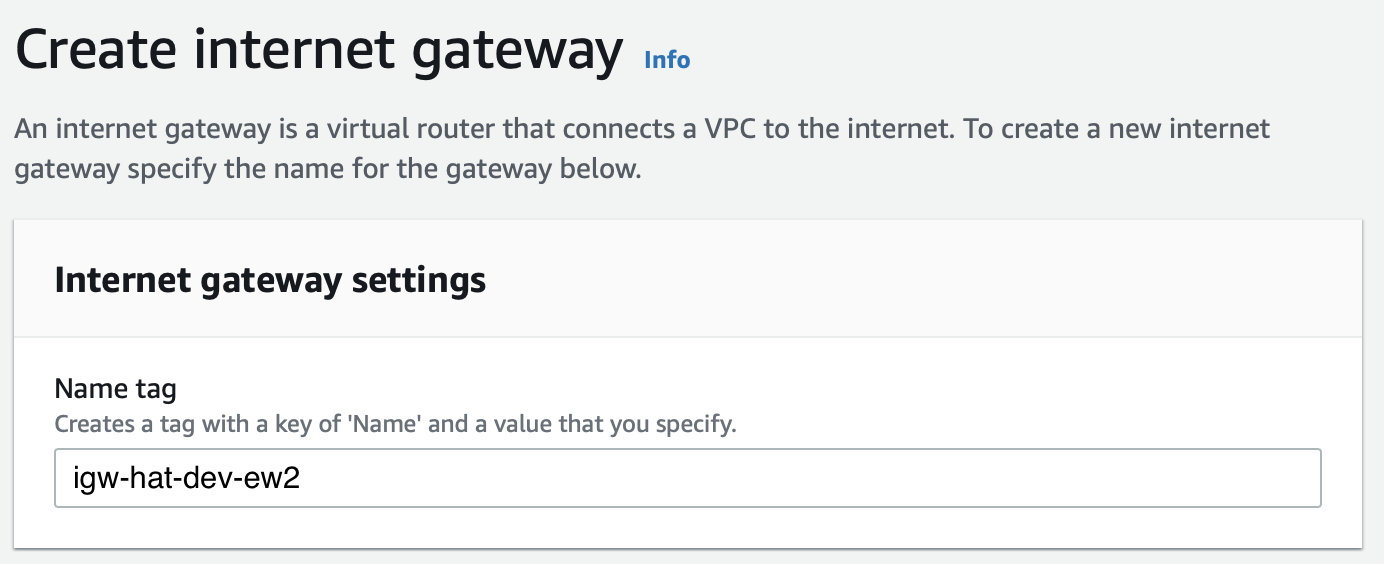 Create internet gateway Info
An internet gateway is a virtual router that connects a VPC to the internet. To create a new internet
gateway specify the name for the gateway below.
Internet gateway settings
Name tag
Creates a tag with a key of 'Name' and a value that you specify.
igw-hat-dev-ew2